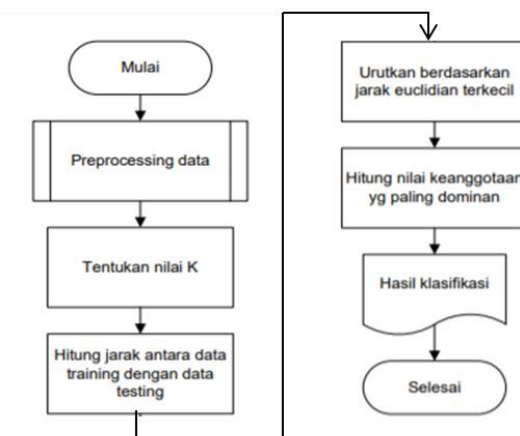 Mulai
Preprocessing data
Tentukan nilai K
Hitung jarak antara data
training dengan data
testing
Urutkan berdasarkan
jarak euclidian terkecil
Hitung nilai keanggotaan
yg paling dominan
Hasil klasifikasi
Selesai